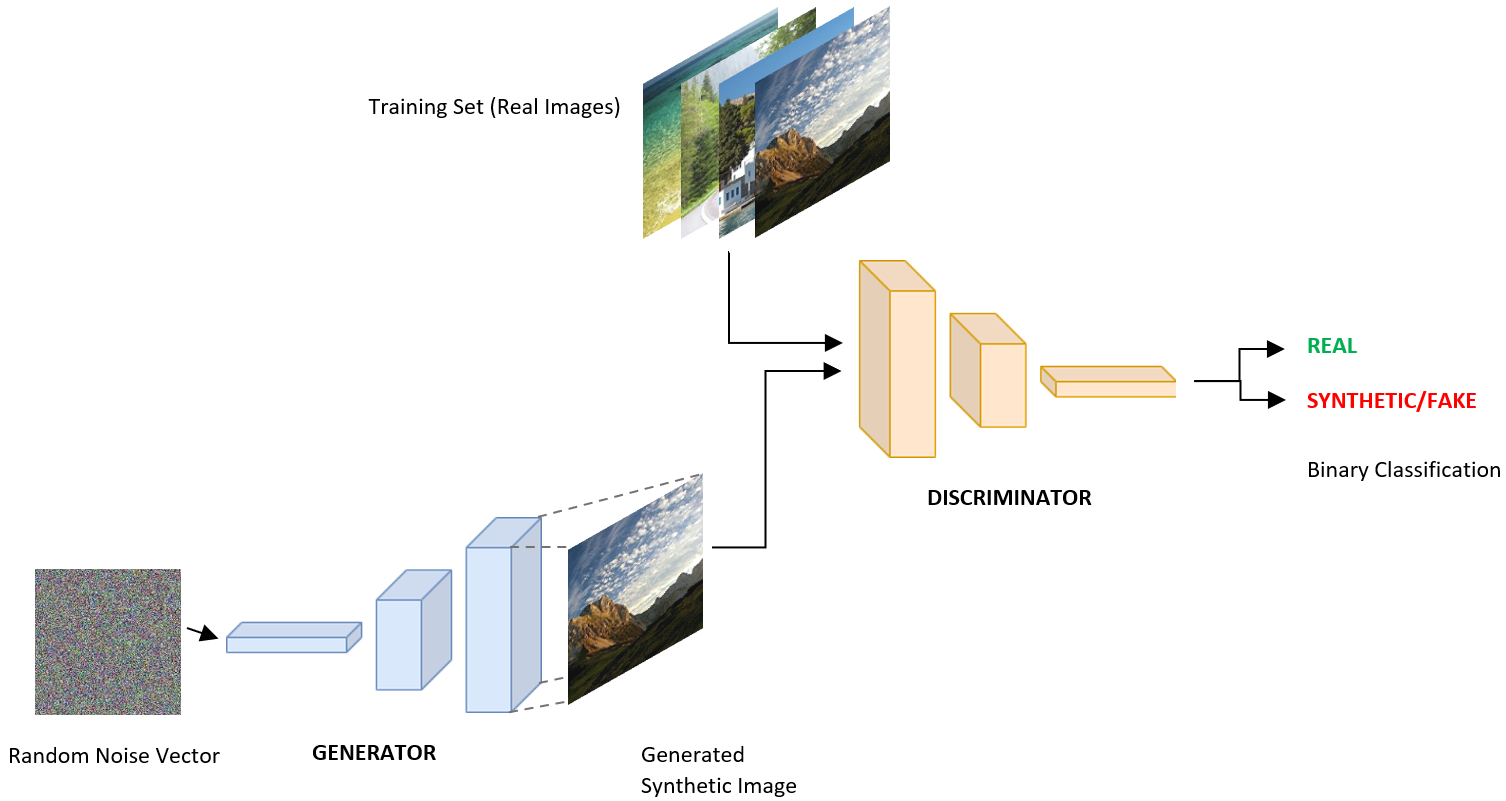 Training Set (Real Images)
REAL
SYNTHETIC/FAKE
Binary Classification
DISCRIMINATOR
Random Noise Vector
GENERATOR
Generated
Synthetic Image